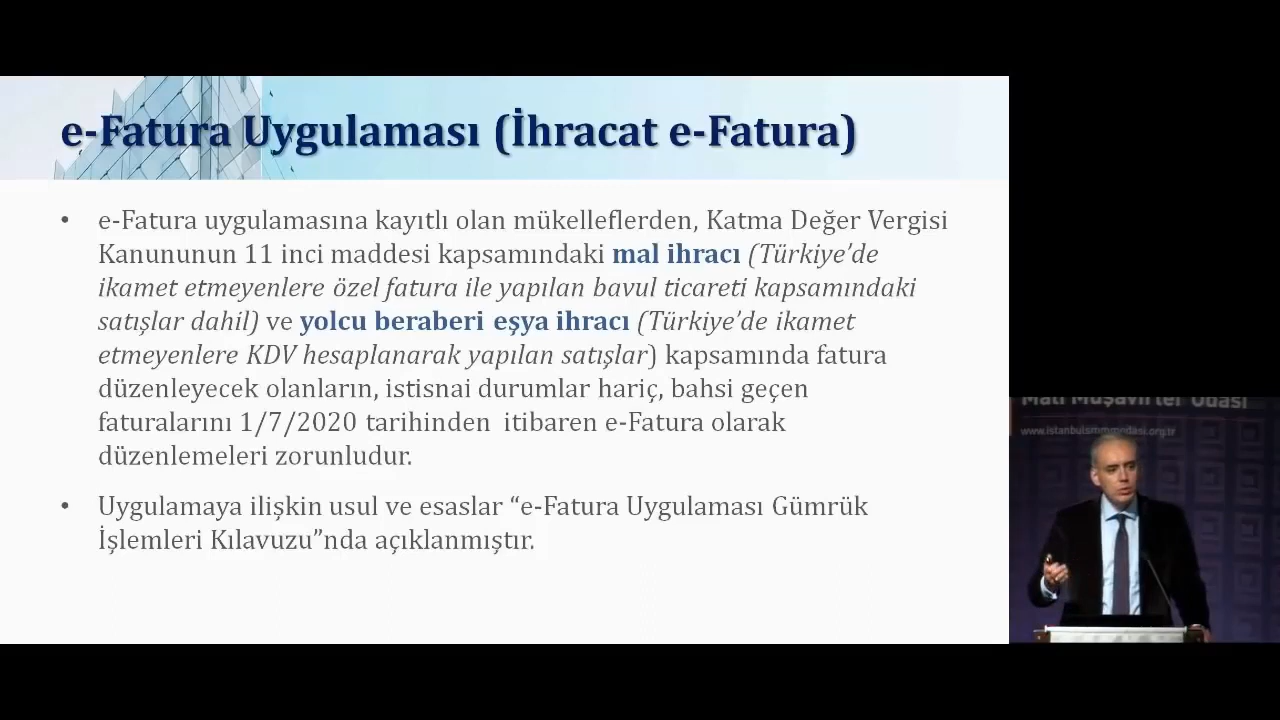 e-Fatura Uygulaması (İhracat e-Fatura)
• e-Fatura uygulamasına kayıtlı olan mükelleflerden, Katma Değer Vergisi
Kanununun 11 inci maddesi kapsamındaki mal ihracı (Türkiye’de
ikamet etmeyenlere özel fatura ile yapılan bavul ticareti kapsamındaki
satışlar dahil) ve yolcu beraberi eşya ihracı (Türkiye’de ikamet
etmeyenlere KDV hesaplanarak yapılan satışlar) kapsamında fatura
düzenleyecek olanların, istisnai durumlar hariç, bahsi geçen
faturalarını 1/7/2020 tarihinden itibaren e-Fatura olarak
düzenlemeleri zorunludur.
• Uygulamaya ilişkin usul ve esaslar “e-Fatura Uygulaması Gümrük
İşlemleri Kılavuzu”nda açıklanmıştır.
Mali Müşavirler Odası